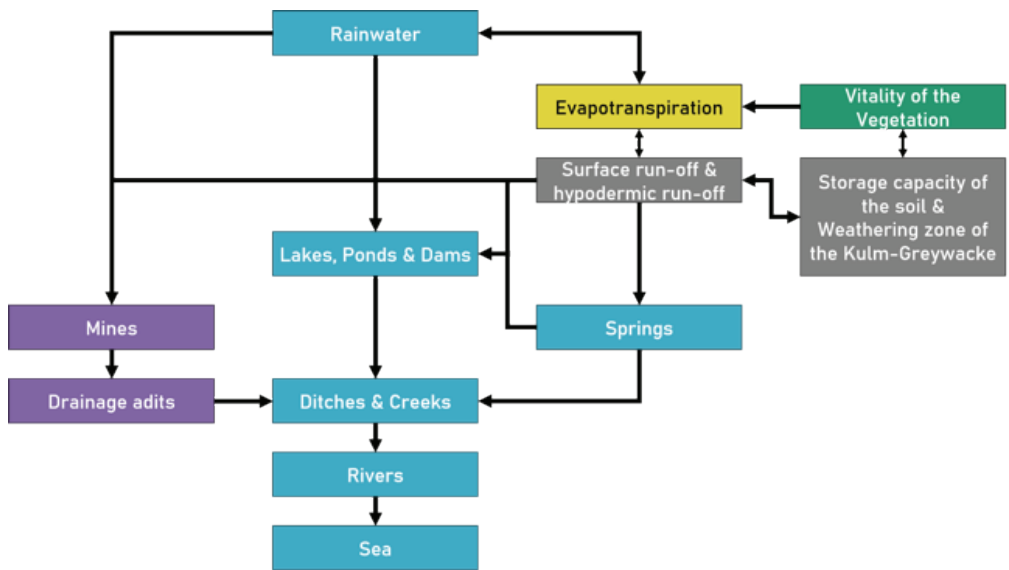 Rainwater
Evapotranspiration
Vitality of the
Vegetation
Surface run-off &
hypodermic run-off
Storage capacity of
the soil &
Weathering zone of
the Kulm-Greywacke
Lakes, Ponds & Dams
Mines
Springs
Drainage adits
Ditches & Creeks
Rivers
Sea